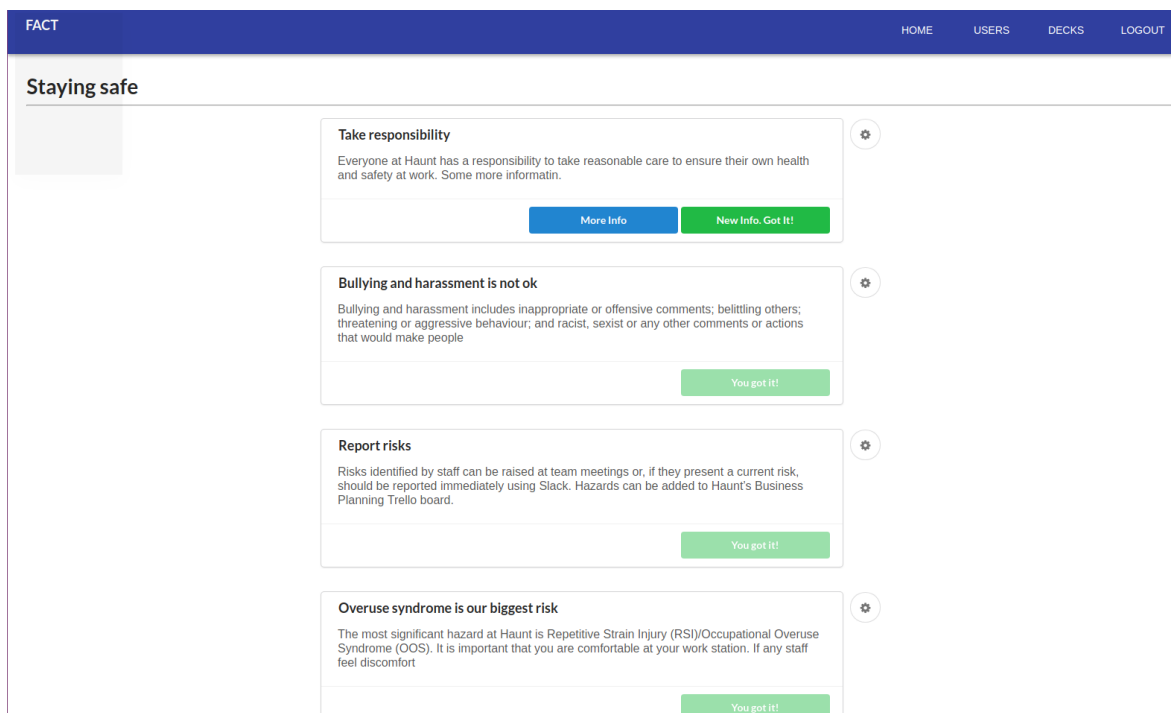 FACT
HOME USERS DECKS LOGOUT
Staying safe
Take responsibility
Everyone at Haunt has a responsibility to take reasonable care to ensure their own health
and safety at work. Some more informatin.
More Info New Info. Got It!
Bullying and harassment is not ok
Bullying and harassment includes inappropriate or offensive comments; belittling others;
threatening or aggressive behaviour; and racist, sexist or any other comments or actions
that would make people
You got it!
Report risks
Risks identified by staff can be raised at team meetings or, if they present a current risk,
should be reported immediately using Slack. Hazards can be added to Haunt's Business
Planning Trello board.
You got it!
Overuse syndrome is our biggest risk
The most significant hazard at Haunt is Repetitive Strain Injury (RSI)/Occupational Overuse
Syndrome (OOS). It is important that you are comfortable at your work station. If any staff
feel discomfort
You got it!